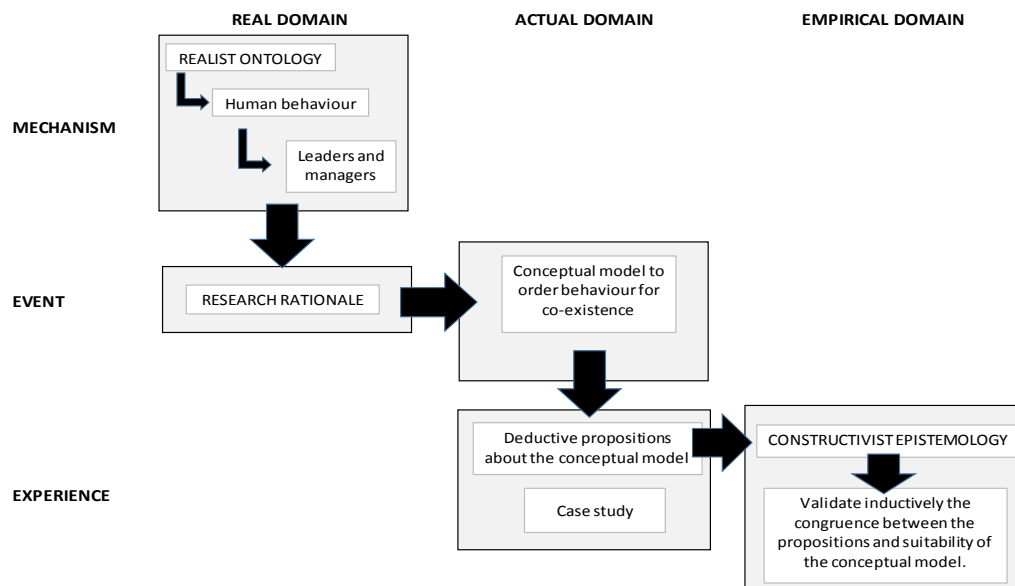 REAL DOMAIN
ACTUAL DOMAIN
EMPIRICAL DOMAIN
MECHANISM
REALIST ONTOLOGY
Human behaviour
Leaders and
managers
EVENT
RESEARCH RATIONALE
Conceptual model to
order behaviour for
co-existence
EXPERIENCE
Deductive propositions
about the conceptual model
Case study
CONSTRUCTIVIST EPISTEMOLOGY
Validate inductively the
congruence between the
propositions and suitability of
the conceptual model.